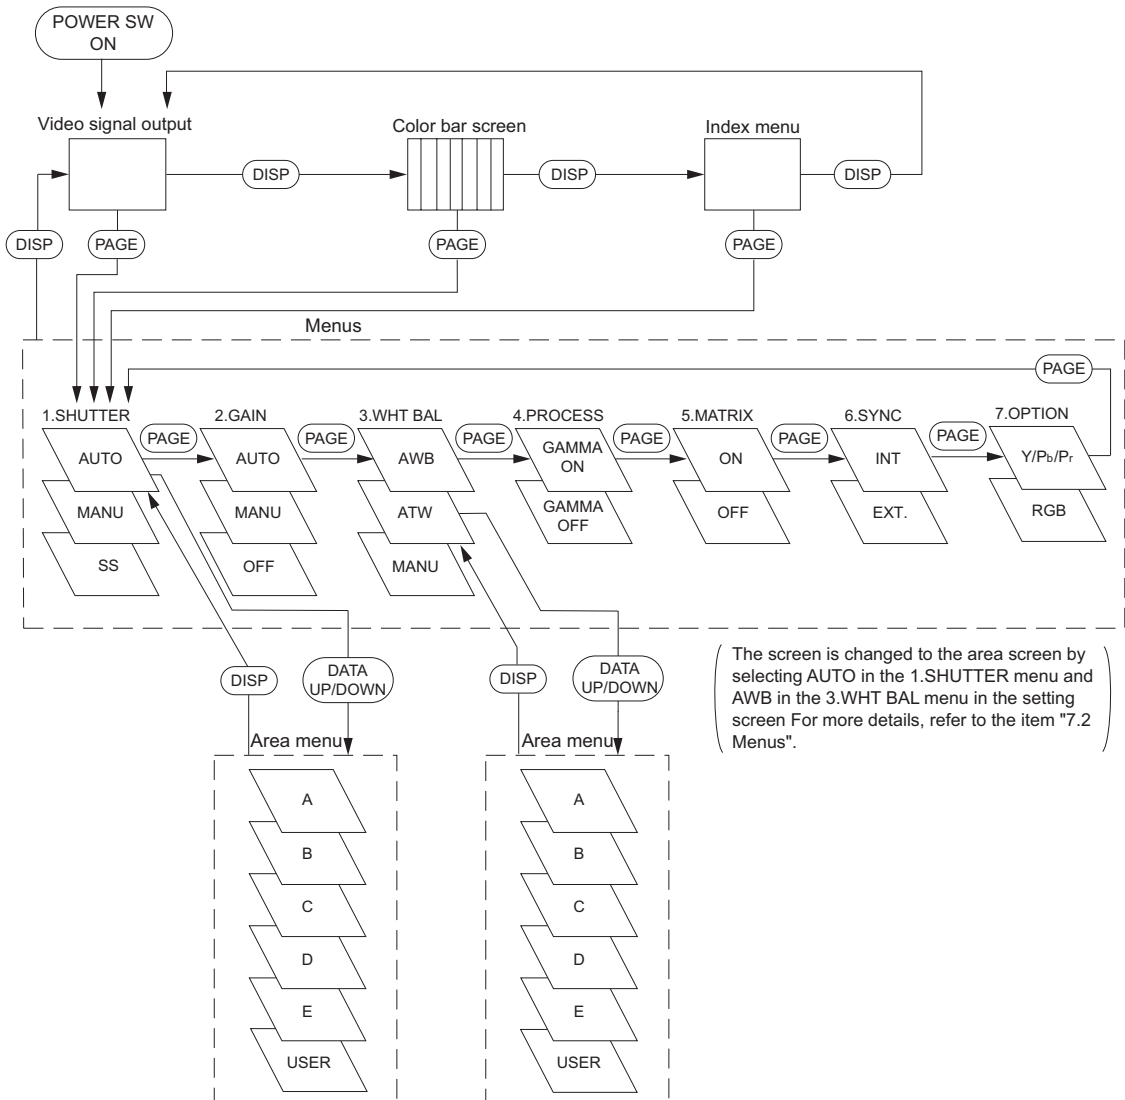 POWER SW
ON
Video signal output
Color bar screen
Index menu
DISP
DISP
DISP
DISP
PAGE
PAGE
PAGE
Menus
PAGE
1.SHUTTER
2.GAIN
3.WHT BAL
4.PROCESS
5.MATRIX
6.SYNC
7.OPTION
PAGE
PAGE
PAGE
PAGE
PAGE
PAGE
AUTO
AUTO
AWB
GAMMA
ON
ON
INT
Y/Pb/Pr
MANU
MANU
ATW
GAMMA
OFF
OFF
EXT.
RGB
SS
OFF
MANU
DISP
DATA
UP/DOWN
DISP
DATA
UP/DOWN
The screen is changed to the area screen by
selecting AUTO in the 1.SHUTTER menu and
AWB in the 3.WHT BAL menu in the setting
screen For more details, refer to the item "7.2
Menus".
Area menu
A
B
C
D
E
USER
Area menu
A
B
C
D
E
USER